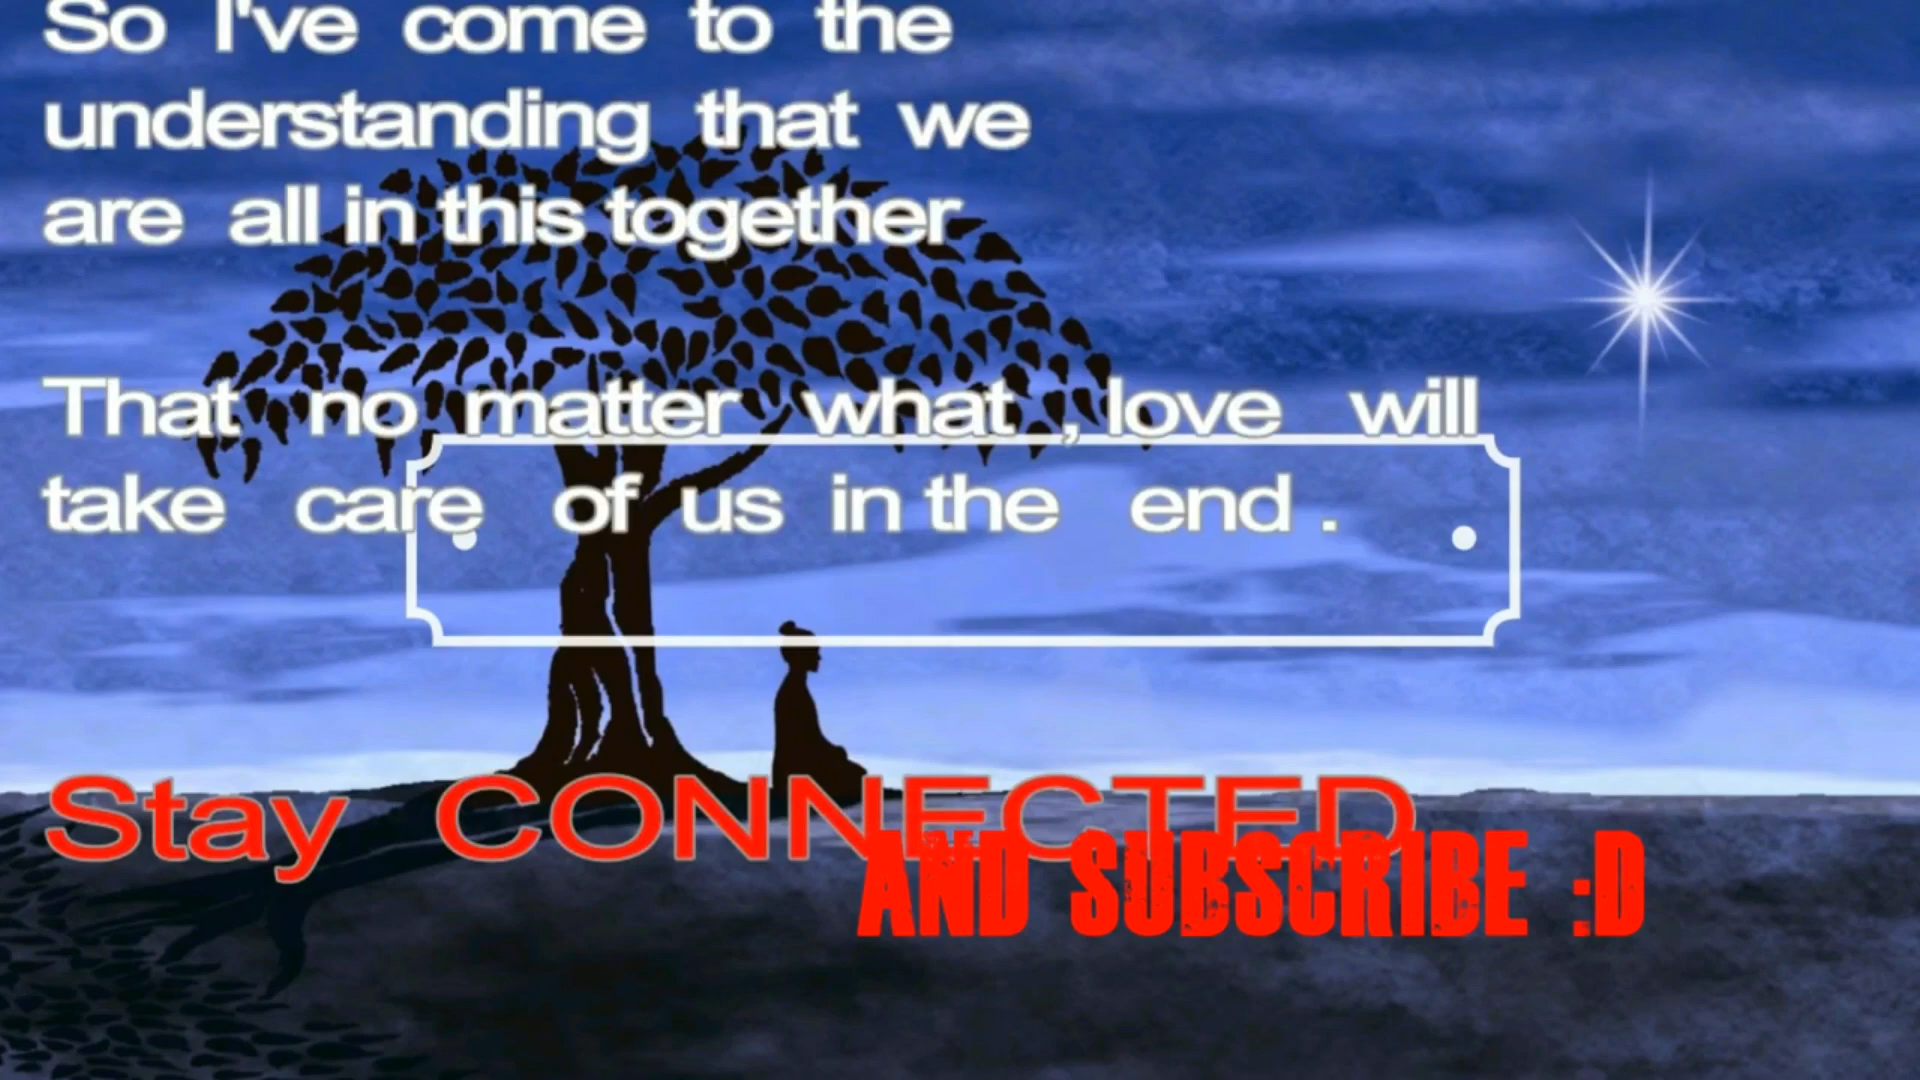 So I've come to the
understanding that we
are all in this together
That no matter what , love will
take care of us in the end .
Stay CONNECTED
AND SUBSCRIBE :D